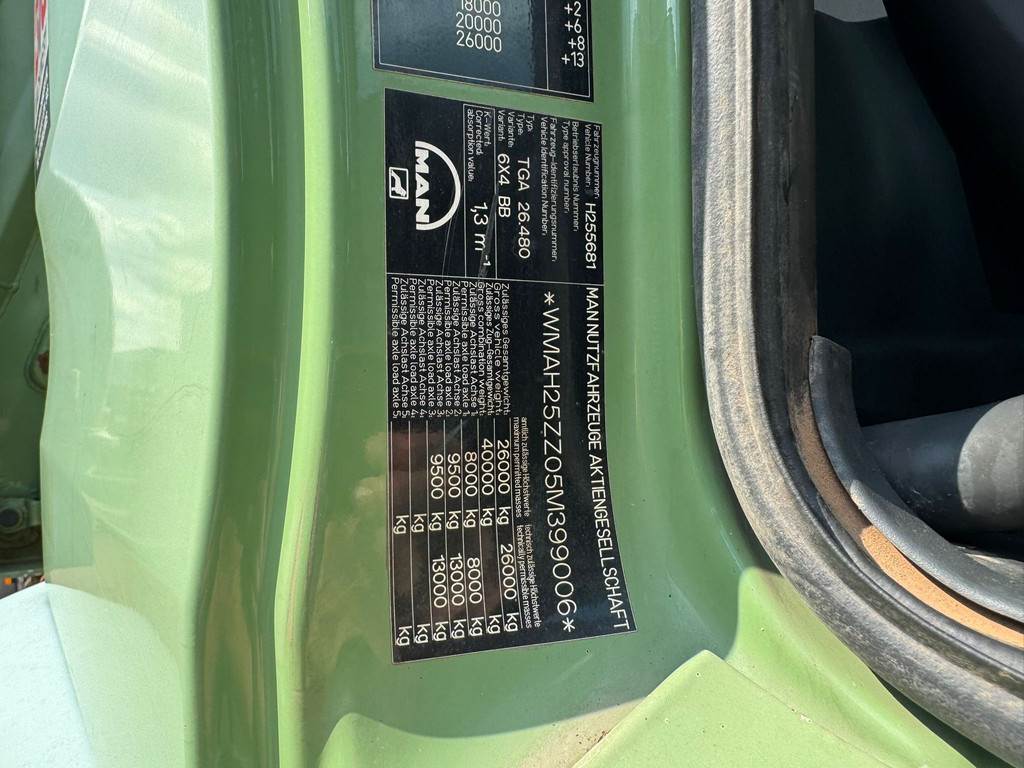 18000
20000
26000
MAN NUTZFAHRZEUGE AKTIENGESELLSCHAFT
Fahrzeugnummer:
Vehicle Number: H255681
Betriebserlaubnis Nummer:
Type approval number:
Fahrzeug-Identifizierungsnummer:
Vehicle Identification Number:
*WMAH25ZZ05M399006*
Typ:
Type: TGA 26.480
Variante:
Variant: 6X4 BB
K-Wert:
Corrected
absorption value: 1,3 m⁻¹
MAN
amtlich zulässige Höchstwerte
maximum permitted masses
technisch zulässige Höchstwerte
technically permissible masses
Zulässiges Gesamtgewicht:
Gross vehicle weight: 26000 kg 26000 kg
Zulässiges Zug-Gesamtgewicht:
Gross combination weight: 40000 kg kg
Zulässige Achslast Achse 1:
Permissible axle load axle 1: 8000 kg 8000 kg
Zulässige Achslast Achse 2:
Permissible axle load axle 2: 9500 kg 13000 kg
Zulässige Achslast Achse 3:
Permissible axle load axle 3: 9500 kg 13000 kg
Zulässige Achslast Achse 4:
Permissible axle load axle 4: kg kg
Zulässige Achslast Achse 5:
Permissible axle load axle 5: kg kg